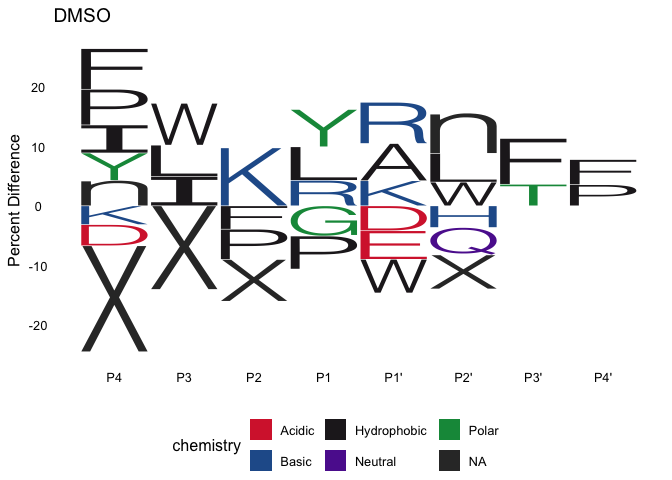 DMSO
Percent Difference
20
10
0
-10
-20
F
P
I
Y
n
K
D
X
W
L
I
X
K
F
P
X
Y
L
R
G
P
R
A
K
D
E
W
n
L
W
H
Q
X
F
T
F
P
P4 P3 P2 P1 P1' P2' P3' P4'
chemistry
Acidic Hydrophobic Polar
Basic Neutral NA